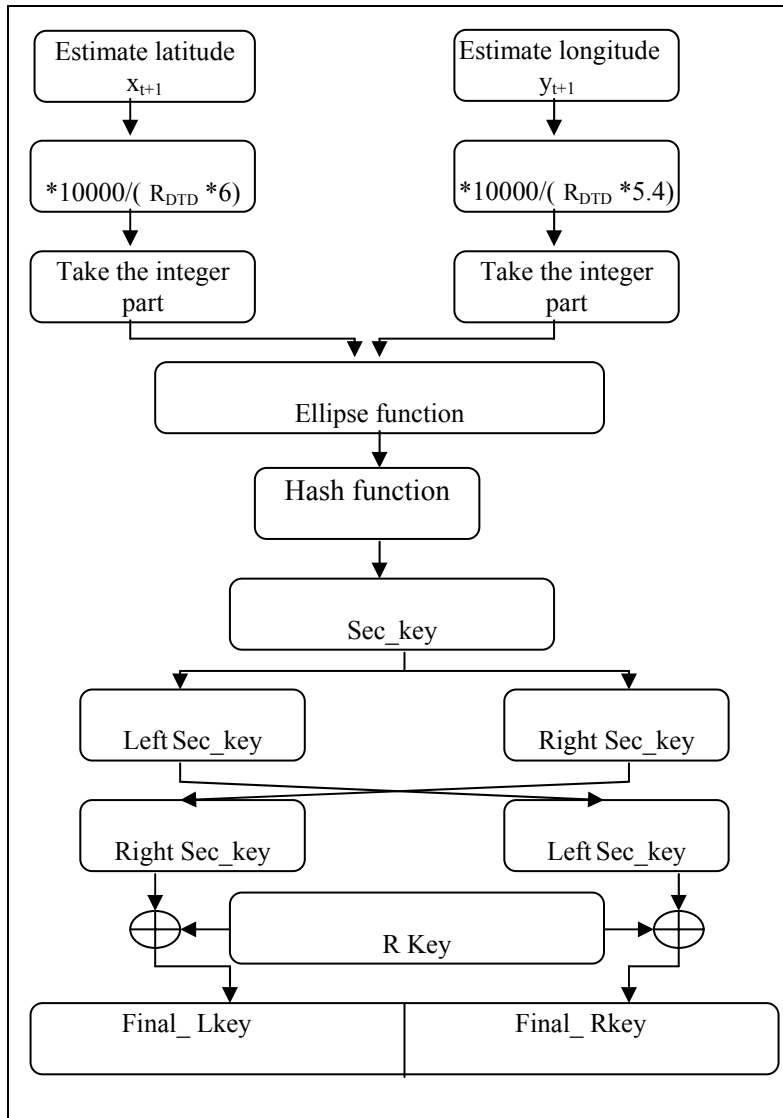 Estimate latitude
x_{t+1}
Estimate longitude
y_{t+1}
*10000/( R_{DTD} *6)
*10000/( R_{DTD} *5.4)
Take the integer
part
Take the integer
part
Ellipse function
Hash function
Sec_key
Left Sec_key
Right Sec_key
Right Sec_key
Left Sec_key
R Key
Final_ Lkey
Final_ Rkey